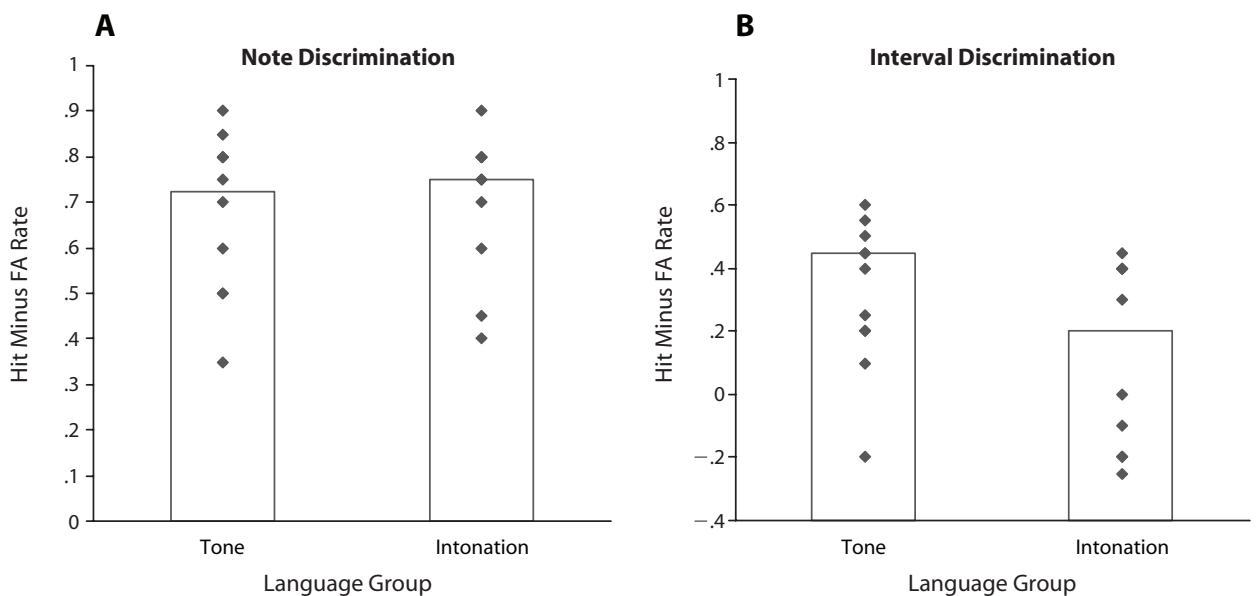 A
Note Discrimination
1
.9
.8
.7
.6
.5
.4
.3
.2
.1
0
Hit Minus FA Rate
Tone
Intonation
Language Group
B
Interval Discrimination
1
.8
.6
.4
.2
0
−.2
−.4
Hit Minus FA Rate
Tone
Intonation
Language Group